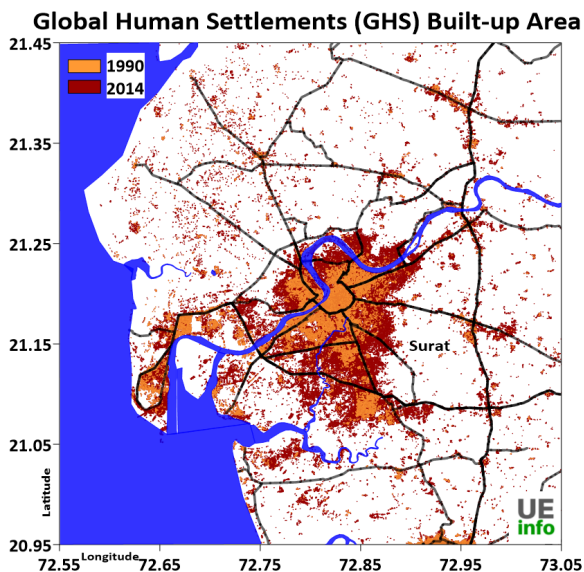 Global Human Settlements (GHS) Built-up Area
21.45
1990
2014
21.35
21.25
21.15
Surat
21.05
Latitude
UE
info
20.95
72.55 Longitude 72.65 72.75 72.85 72.95 73.05